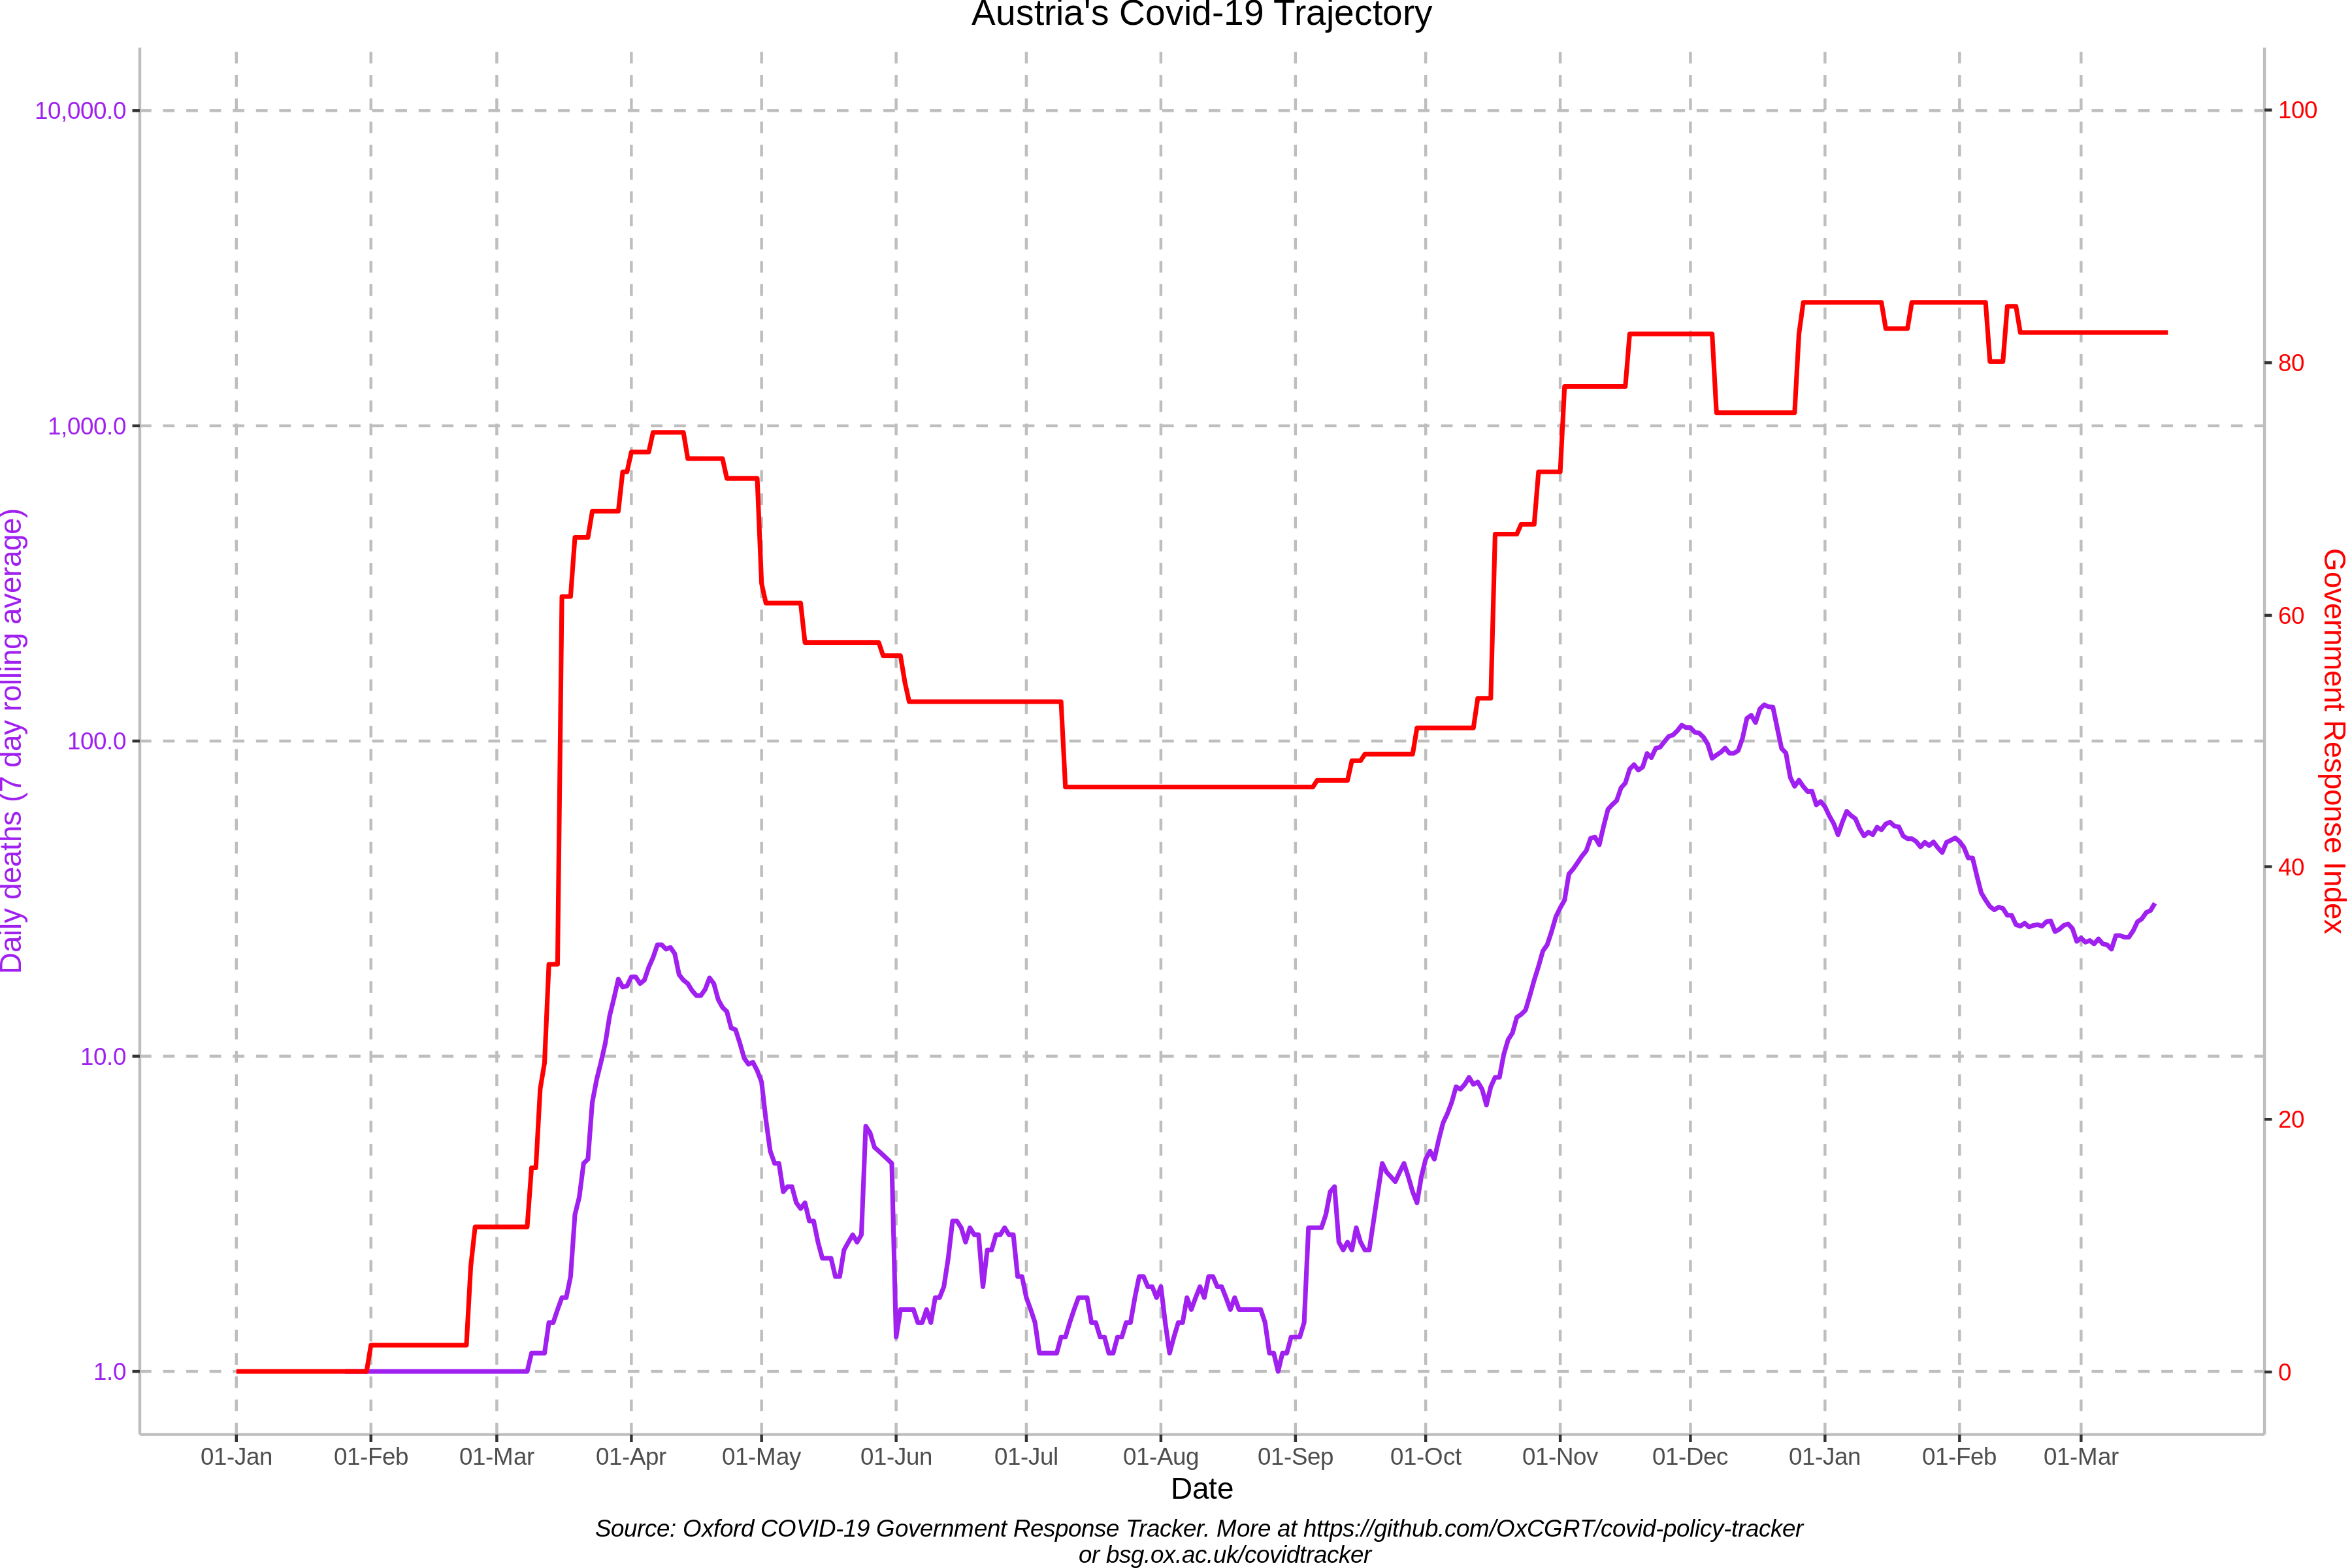 Austria's Covid-19 Trajectory
10,000.0
1,000.0
100.0
10.0
1.0
Daily deaths (7 day rolling average)
100
80
60
40
20
0
Government Response Index
01-Jan 01-Feb 01-Mar 01-Apr 01-May 01-Jun 01-Jul 01-Aug 01-Sep 01-Oct 01-Nov 01-Dec 01-Jan 01-Feb 01-Mar
Date
Source: Oxford COVID-19 Government Response Tracker. More at https://github.com/OxCGRT/covid-policy-tracker
or bsg.ox.ac.uk/covidtracker